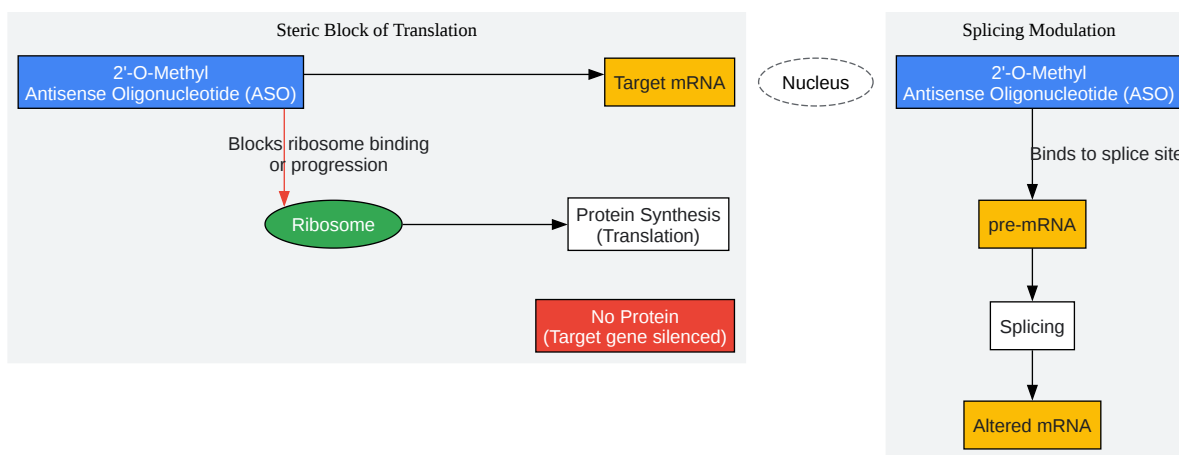 Steric Block of Translation
2'-O-Methyl
Antisense Oligonucleotide (ASO)
Target mRNA
Blocks ribosome binding
or progression
Ribosome
Protein Synthesis
(Translation)
No Protein
(Target gene silenced)
Nucleus
Splicing Modulation
2'-O-Methyl
Antisense Oligonucleotide (ASO)
Binds to splice site
pre-mRNA
Splicing
Altered mRNA